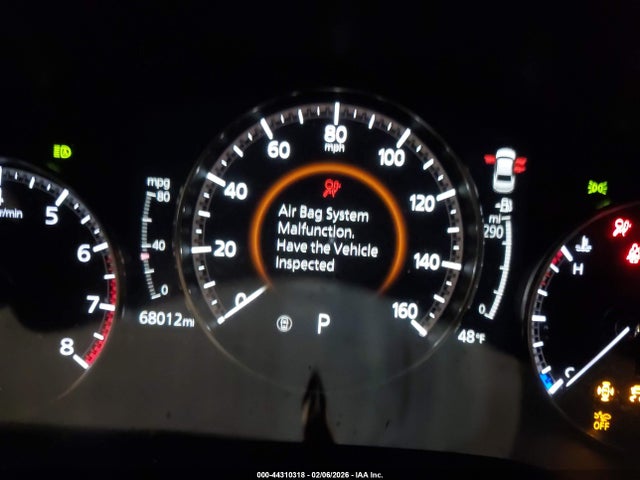 80
mph
60
100
40
120
20
140
0
160
Air Bag System
Malfunction.
Have the Vehicle
Inspected
P
mpg
80
40
0
68012mi
5
6
7
8
r/min
mi
290
0
48°F
H
C
OFF
000-44310318 - 02/06/2026 - IAA Inc.